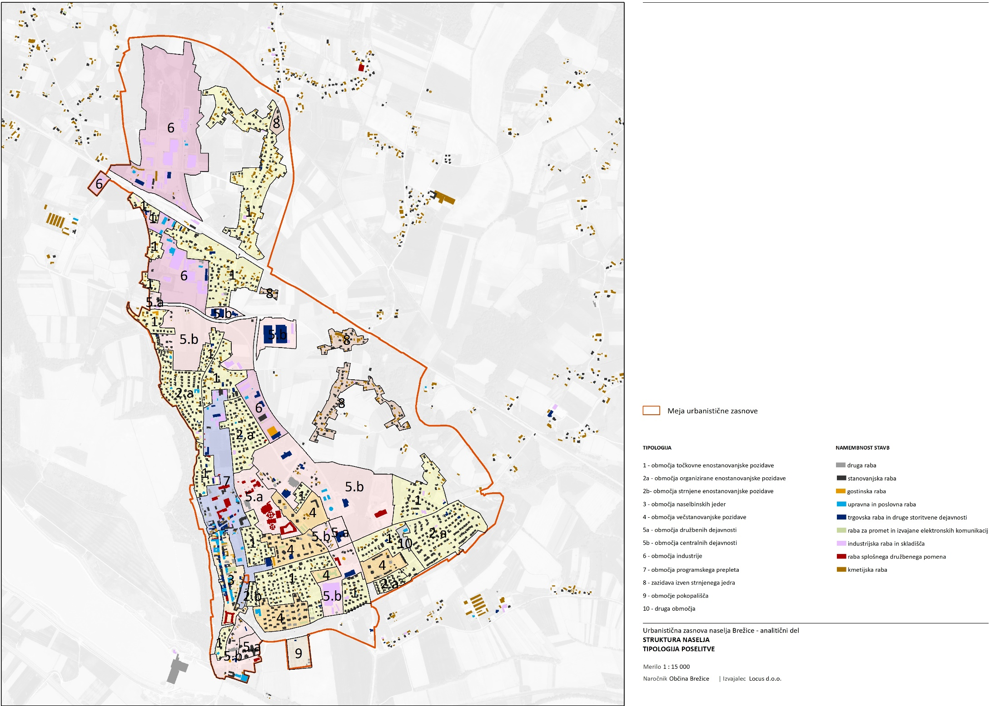 6
8
6
1
1
1
1
6
1
1
8
5.a
5.b
1
5.b
5.b
8
1
1
2.a
8
6
2.a
1
7
5.b
5.a
1
1
4
5.b
5.a
1
1
10
2.a
4
4
3
1
4
2.a
2.b
5.b
1
4
1
5.a
5.b
9
Meja urbanistične zasnove
TIPOLOGIJA
1 - območja točkovne enostanovanjske pozidave
2a - območja organizirane enostanovanjske pozidave
2b- območja strnjene enostanovanjske pozidave
3 - območja naselbinskih jeder
4 - območja večstanovanjske pozidave
5a - območja družbenih dejavnosti
5b - območja centralnih dejavnosti
6 - območja industrije
7 - območja programskega prepleta
8 - zazidava izven strnjenega jedra
9 - območje pokopališča
10 - druga območja
NAMEMBNOST STAVB
druga raba
stanovanjska raba
gostinska raba
upravna in poslovna raba
trgovska raba in druge storitvene dejavnosti
raba za promet in izvajane elektronskih komunikacij
industrijska raba in skladišča
raba splošnega družbenega pomena
kmetijska raba
Urbanistična zasnova naselja Brežice - analitični del
STRUKTURA NASELJA
TIPOLOGIJA POSELITVE
Merilo 1 : 15 000
Naročnik Občina Brežice | Izvajalec Locus d.o.o.